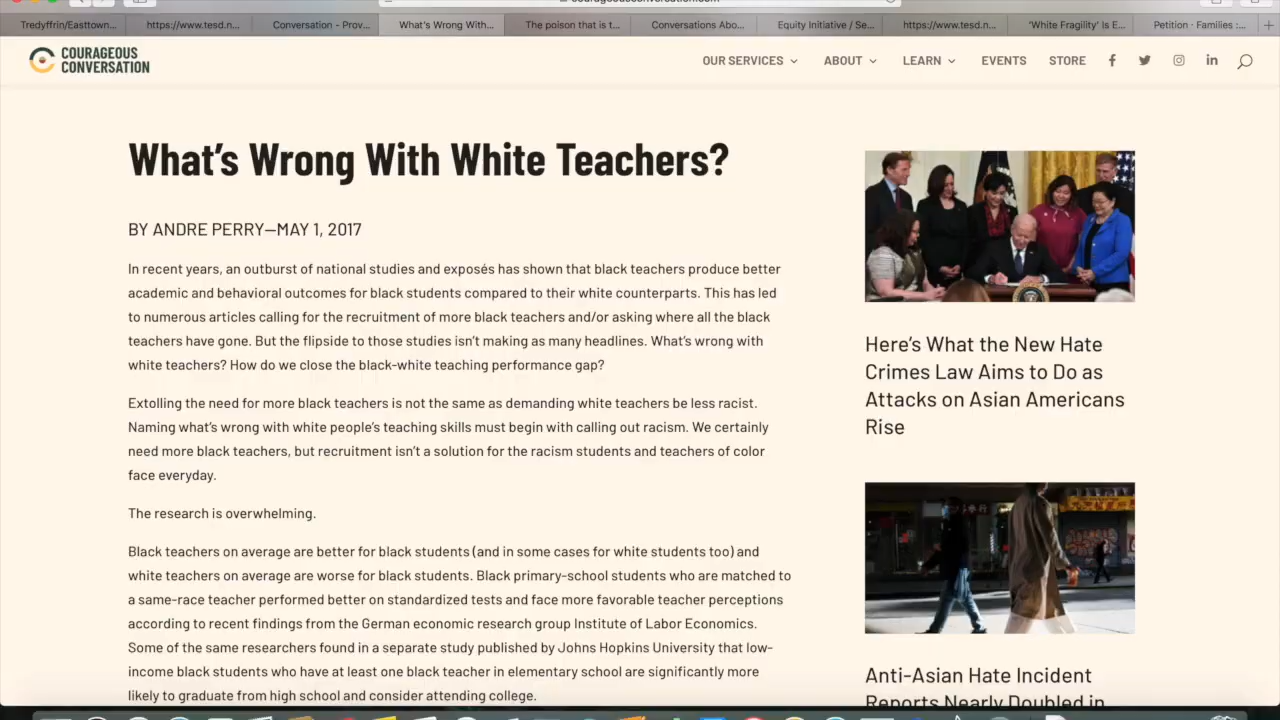 Tredyffrin/Easttown... https://www.tesd.n... Conversation - Prov... What's Wrong With... The poison that is t... Conversations Abo... Equity Initiative / Se... https://www.tesd.n... 'White Fragility' Is E... Petition · Families :...
COURAGEOUS
CONVERSATION
OUR SERVICES ABOUT LEARN EVENTS STORE
What's Wrong With White Teachers?
BY ANDRE PERRY—MAY 1, 2017
In recent years, an outburst of national studies and exposés has shown that black teachers produce better
academic and behavioral outcomes for black students compared to their white counterparts. This has led
to numerous articles calling for the recruitment of more black teachers and/or asking where all the black
teachers have gone. But the flipside to those studies isn't making as many headlines. What's wrong with
white teachers? How do we close the black-white teaching performance gap?
Extolling the need for more black teachers is not the same as demanding white teachers be less racist.
Naming what's wrong with white people's teaching skills must begin with calling out racism. We certainly
need more black teachers, but recruitment isn't a solution for the racism students and teachers of color
face everyday.
The research is overwhelming.
Black teachers on average are better for black students (and in some cases for white students too) and
white teachers on average are worse for black students. Black primary-school students who are matched to
a same-race teacher performed better on standardized tests and face more favorable teacher perceptions
according to recent findings from the German economic research group Institute of Labor Economics.
Some of the same researchers found in a separate study published by Johns Hopkins University that low-
income black students who have at least one black teacher in elementary school are significantly more
likely to graduate from high school and consider attending college.
Here's What the New Hate
Crimes Law Aims to Do as
Attacks on Asian Americans
Rise
Anti-Asian Hate Incident
Reports Nearly Doubled in